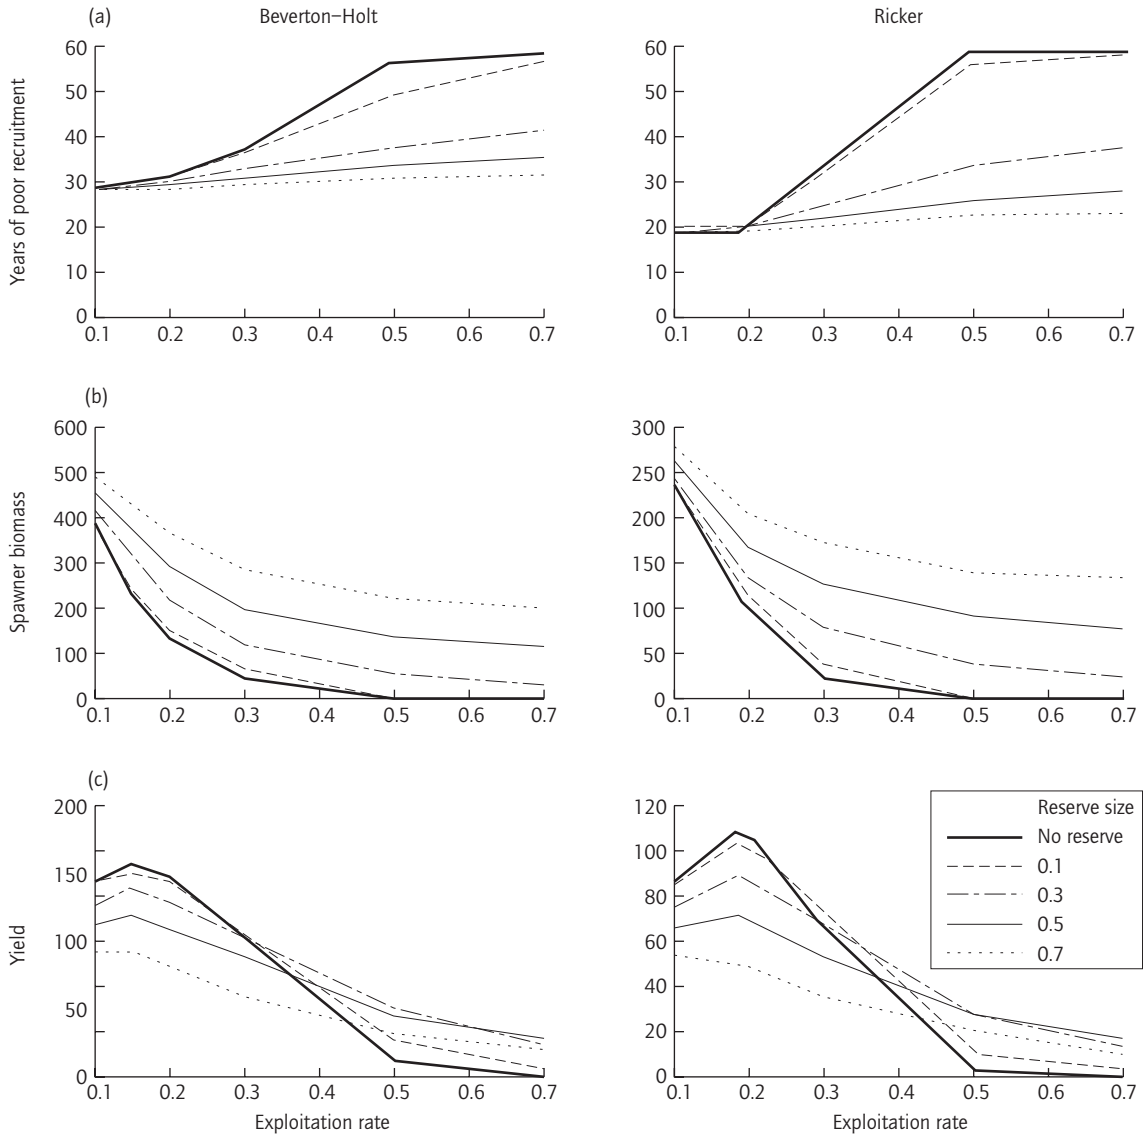 (a)
Beverton–Holt
Ricker
Years of poor recruitment
60 60
50 50
40 40
30 30
20 20
10 10
0 0
0.1 0.2 0.3 0.4 0.5 0.6 0.7 0.1 0.2 0.3 0.4 0.5 0.6 0.7
(b)
Spawner biomass
600 300
500 250
400 200
300 150
200 100
100 50
0 0
0.1 0.2 0.3 0.4 0.5 0.6 0.7 0.1 0.2 0.3 0.4 0.5 0.6 0.7
(c)
Yield
200
150
100
50
0
0.1 0.2 0.3 0.4 0.5 0.6 0.7
Exploitation rate
120
100
80
60
40
20
0
0.1 0.2 0.3 0.4 0.5 0.6 0.7
Exploitation rate
Reserve size
No reserve
0.1
0.3
0.5
0.7